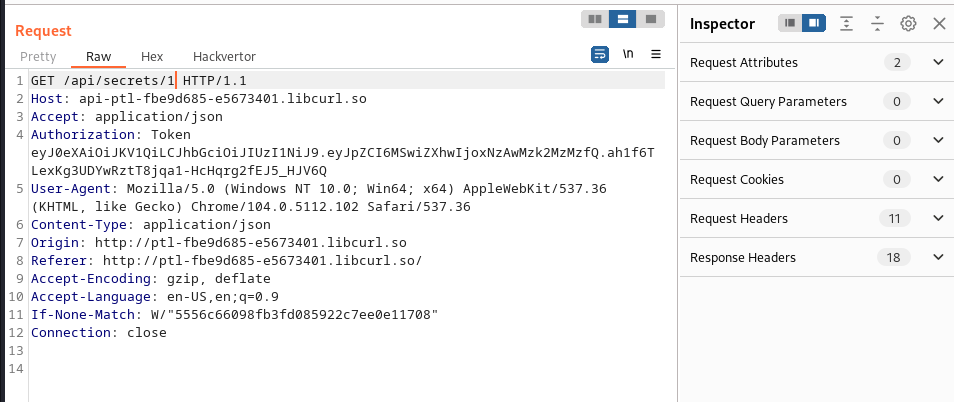 Request
Pretty Raw Hex Hackvertor
\n
1 GET /api/secrets/1 HTTP/1.1
2 Host: api-ptl-fbe9d685-e5673401.libcurl.so
3 Accept: application/json
4 Authorization: Token
eyJ0eXAiOiJKV1QiLCJhbGciOiJIUzI1NiJ9.eyJpZCI6MSwiZXhwIjoxNzAwMzk2MzMzfQ.ah1f6T
LexKg3UDYwRztT8jqa1-HcHqrg2fEJ5_HJV6Q
5 User-Agent: Mozilla/5.0 (Windows NT 10.0; Win64; x64) AppleWebKit/537.36
(KHTML, like Gecko) Chrome/104.0.5112.102 Safari/537.36
6 Content-Type: application/json
7 Origin: http://ptl-fbe9d685-e5673401.libcurl.so
8 Referer: http://ptl-fbe9d685-e5673401.libcurl.so/
9 Accept-Encoding: gzip, deflate
10 Accept-Language: en-US,en;q=0.9
11 If-None-Match: W/"5556c66098fb3fd085922c7ee0e11708"
12 Connection: close
13
14
Inspector
Request Attributes 2
Request Query Parameters 0
Request Body Parameters 0
Request Cookies 0
Request Headers 11
Response Headers 18